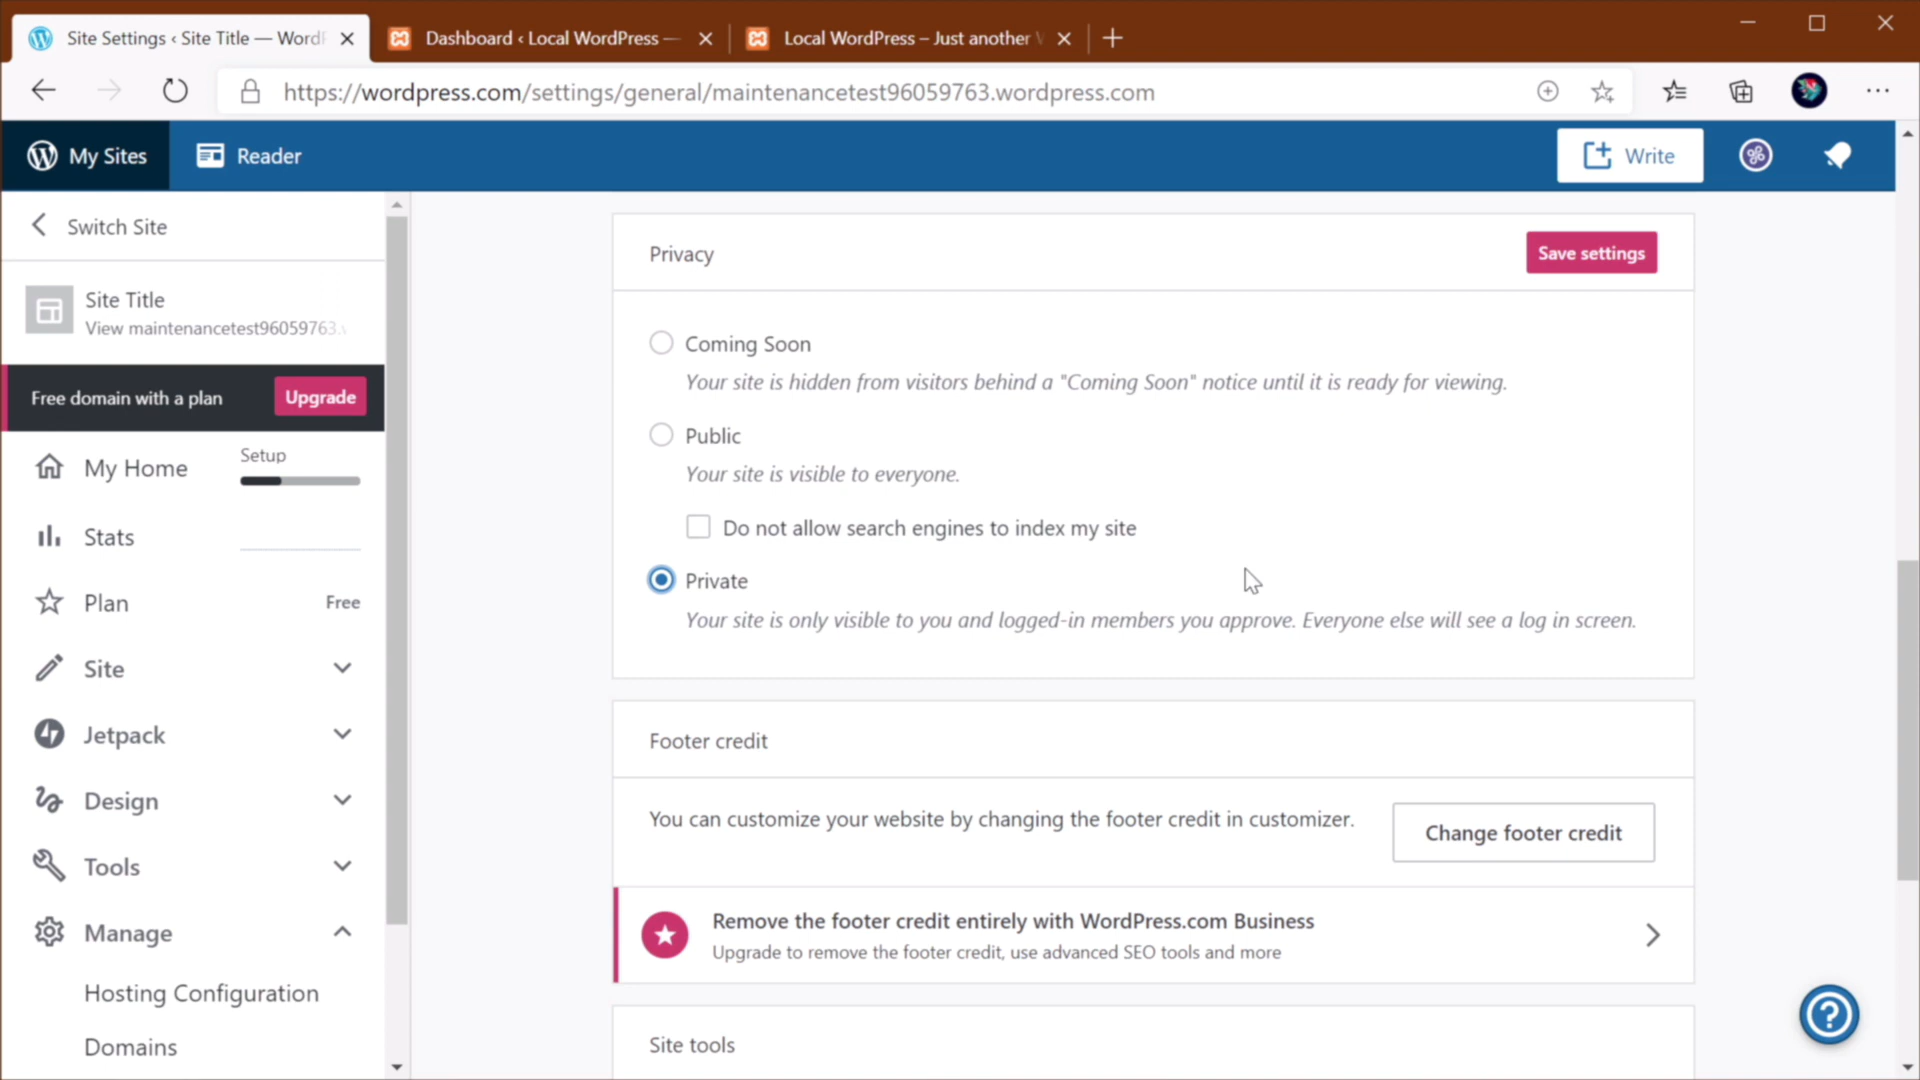 Site Settings ‹ Site Title — Word
Dashboard ‹ Local WordPress —
Local WordPress – Just another
https://wordpress.com/settings/general/maintenancetest96059763.wordpress.com
My Sites
Reader
Write
Switch Site
Site Title
View maintenancetest96059763.
Free domain with a plan
Upgrade
My Home
Setup
Stats
Plan
Free
Site
Jetpack
Design
Tools
Manage
Hosting Configuration
Domains
Privacy
Save settings
Coming Soon
Your site is hidden from visitors behind a "Coming Soon" notice until it is ready for viewing.
Public
Your site is visible to everyone.
Do not allow search engines to index my site
Private
Your site is only visible to you and logged-in members you approve. Everyone else will see a log in screen.
Footer credit
You can customize your website by changing the footer credit in customizer.
Change footer credit
Remove the footer credit entirely with WordPress.com Business
Upgrade to remove the footer credit, use advanced SEO tools and more
Site tools